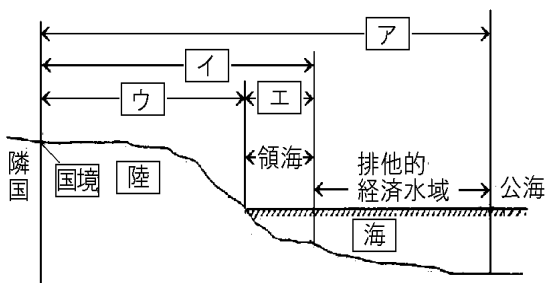 ア
イ
ウ
エ
領海
排他的
経済水域
公海
隣国
国境
陸
海